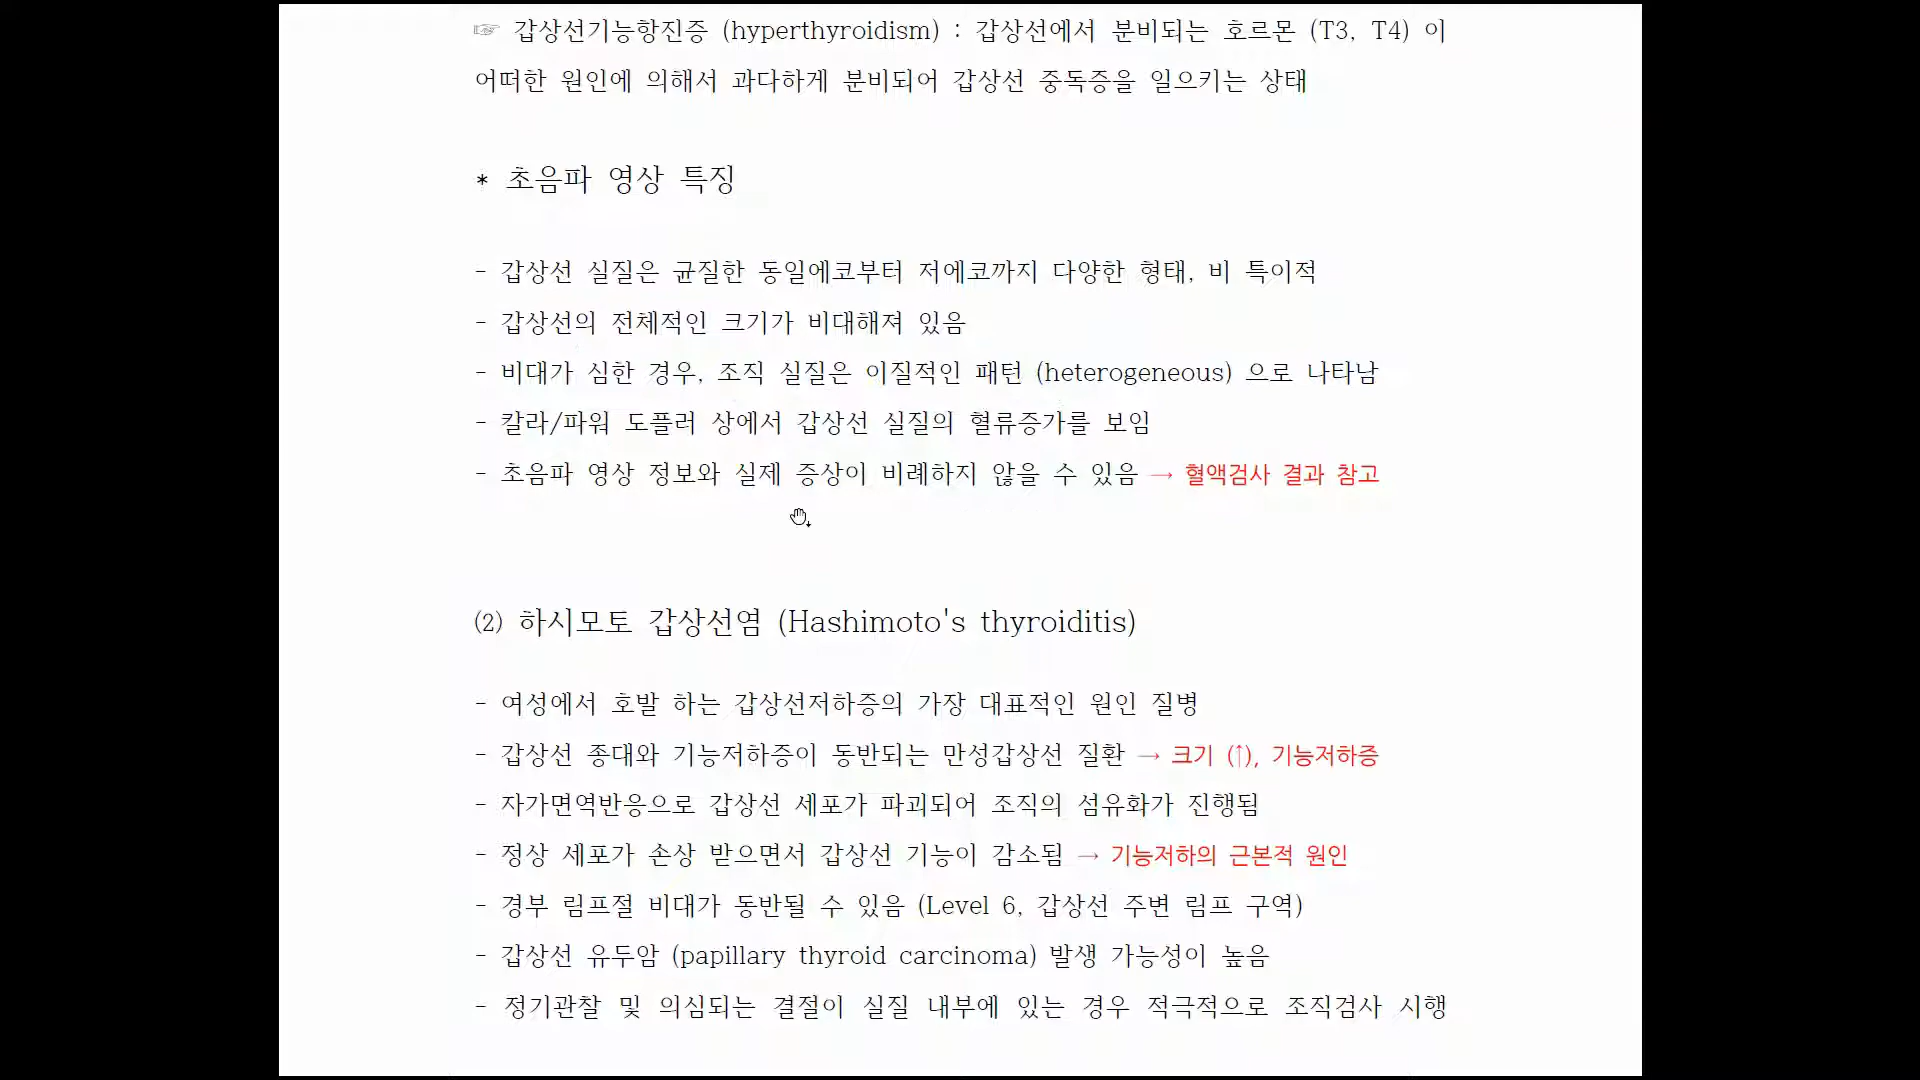 ☞ 갑상선기능항진증 (hyperthyroidism) : 갑상선에서 분비되는 호르몬 (T3, T4) 이
어떠한 원인에 의해서 과다하게 분비되어 갑상선 중독증을 일으키는 상태
* 초음파 영상 특징
- 갑상선 실질은 균질한 동일에코부터 저에코까지 다양한 형태, 비 특이적
- 갑상선의 전체적인 크기가 비대해져 있음
- 비대가 심한 경우, 조직 실질은 이질적인 패턴 (heterogeneous) 으로 나타남
- 칼라/파워 도플러 상에서 갑상선 실질의 혈류증가를 보임
- 초음파 영상 정보와 실제 증상이 비례하지 않을 수 있음 → 혈액검사 결과 참고
(2) 하시모토 갑상선염 (Hashimoto's thyroiditis)
- 여성에서 호발 하는 갑상선저하증의 가장 대표적인 원인 질병
- 갑상선 종대와 기능저하증이 동반되는 만성갑상선 질환 → 크기 (↑), 기능저하증
- 자가면역반응으로 갑상선 세포가 파괴되어 조직의 섬유화가 진행됨
- 정상 세포가 손상 받으면서 갑상선 기능이 감소됨 → 기능저하의 근본적 원인
- 경부 림프절 비대가 동반될 수 있음 (Level 6, 갑상선 주변 림프 구역)
- 갑상선 유두암 (papillary thyroid carcinoma) 발생 가능성이 높음
- 정기관찰 및 의심되는 결절이 실질 내부에 있는 경우 적극적으로 조직검사 시행